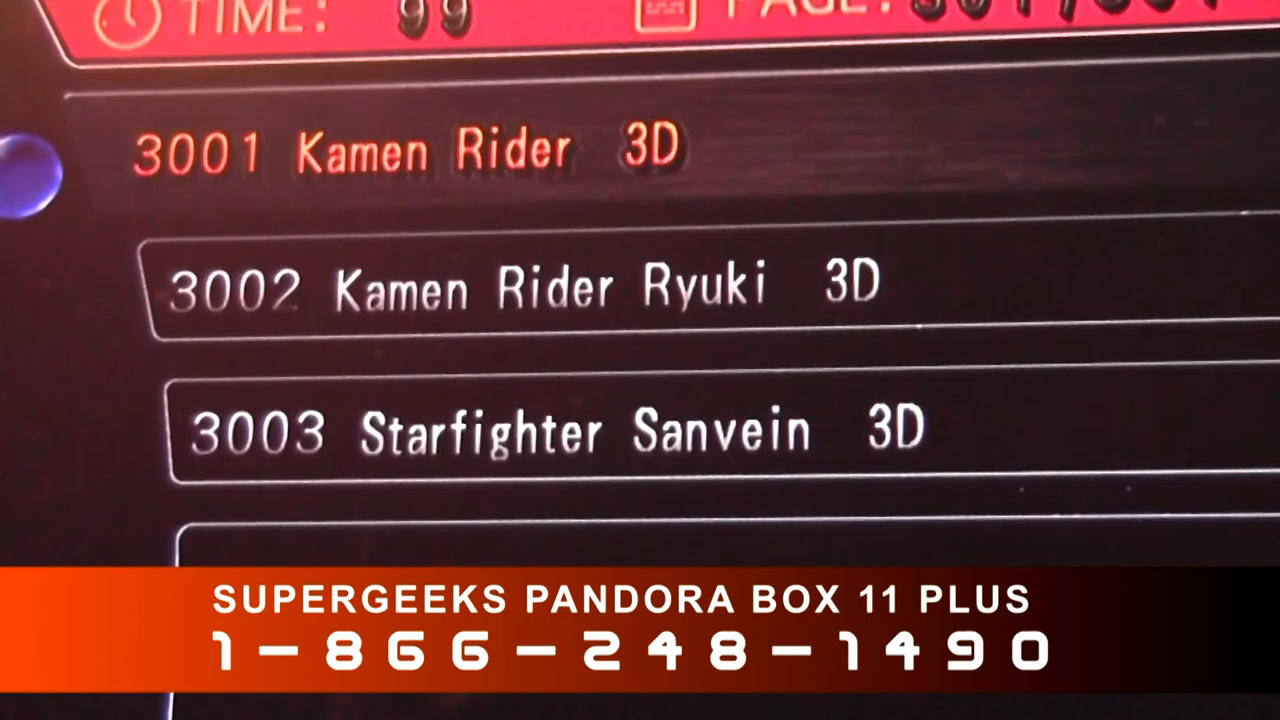 TIME: 99 PAGE:
3001 Kamen Rider 3D
3002 Kamen Rider Ryuki 3D
3003 Starfighter Sanvein 3D
SUPERGEEKS PANDORA BOX 11 PLUS
1-866-248-1490